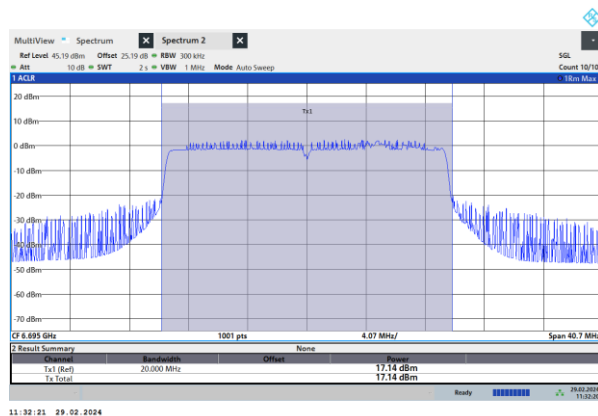 MultiView Spectrum X Spectrum 2 X
Ref Level 45.19 dBm Offset 25.19 dB RBW 300 kHz SGL
Att 10 dB SWT 2 s VBW 1 MHz Mode Auto Sweep Count 10/10
1 ACLR 1Rm Max
Tx1
20 dBm
10 dBm
0 dBm
-10 dBm
-20 dBm
-30 dBm
-40 dBm
-50 dBm
-60 dBm
-70 dBm
CF 6.695 GHz 1001 pts 4.07 MHz/ Span 40.7 MHz
2 Result Summary None
Channel Bandwidth Offset Power
Tx1 (Ref) 20.000 MHz 17.14 dBm
Tx Total 17.14 dBm
Ready 29.02.2024
11:32:20
11:32:21 29.02.2024